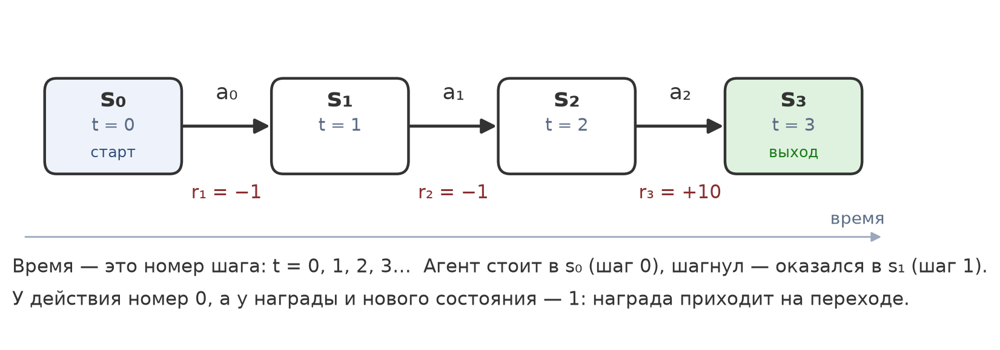 s₀ a₀ s₁ a₁ s₂ a₂ s₃
t = 0 t = 1 t = 2 t = 3
старт выход
r₁ = −1 r₂ = −1 r₃ = +10
время
Время — это номер шага: t = 0, 1, 2, 3… Агент стоит в s₀ (шаг 0), шагнул — оказался в s₁ (шаг 1).
У действия номер 0, а у награды и нового состояния — 1: награда приходит на переходе.